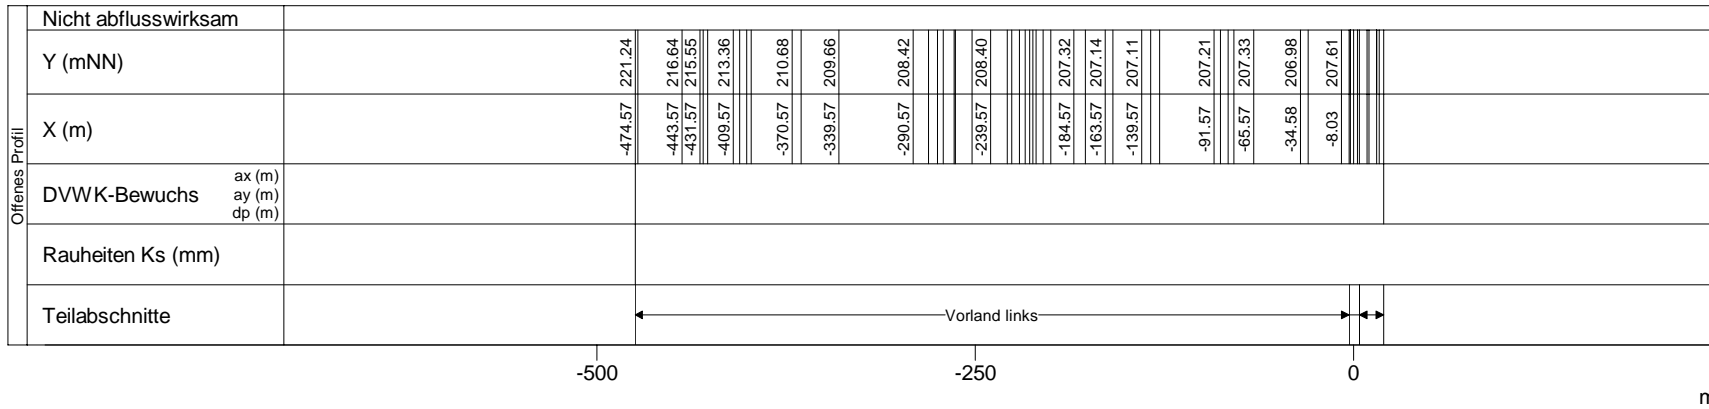 Offenes Profil
Nicht abflusswirksam
Y (mNN)
221.24 216.64 215.55 213.36 210.68 209.66 208.42 208.40 207.32 207.14 207.11 207.21 207.33 206.98 207.61
X (m)
-474.57 -443.57 -431.57 -409.57 -370.57 -339.57 -290.57 -239.57 -184.57 -163.57 -139.57 -91.57 -65.57 -34.58 -8.03
DVWK-Bewuchs
ax (m)
ay (m)
dp (m)
Rauheiten Ks (mm)
Teilabschnitte
Vorland links
-500 -250 0
m